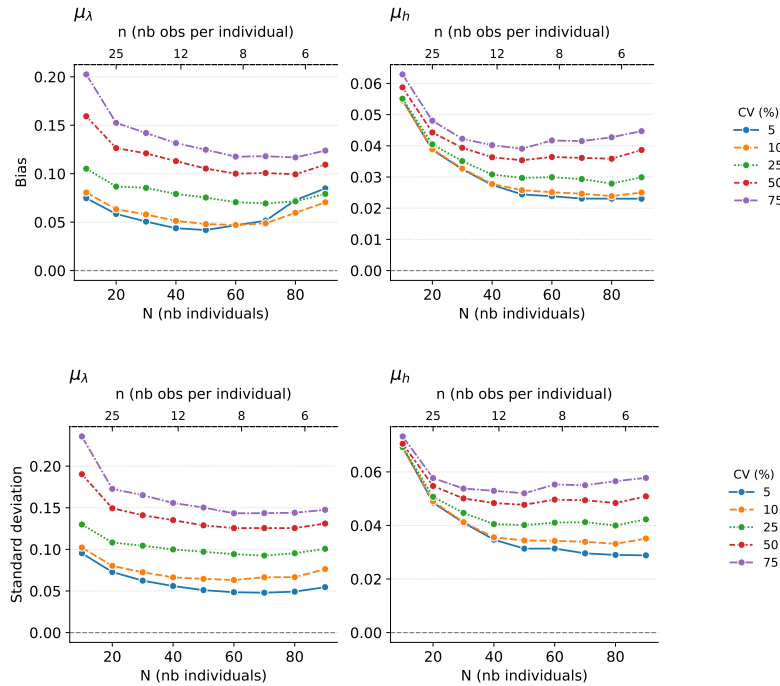 μλ
n (nb obs per individual)
25 12 8 6
0.20
0.15
0.10
0.05
0.00
Bias
20 40 60 80
N (nb individuals)
μh
n (nb obs per individual)
25 12 8 6
0.06
0.05
0.04
0.03
0.02
0.01
0.00
20 40 60 80
N (nb individuals)
CV (%)
5
10
25
50
75
μλ
n (nb obs per individual)
25 12 8 6
0.20
0.15
0.10
0.05
0.00
Standard deviation
20 40 60 80
N (nb individuals)
μh
n (nb obs per individual)
25 12 8 6
0.06
0.04
0.02
0.00
20 40 60 80
N (nb individuals)
CV (%)
5
10
25
50
75